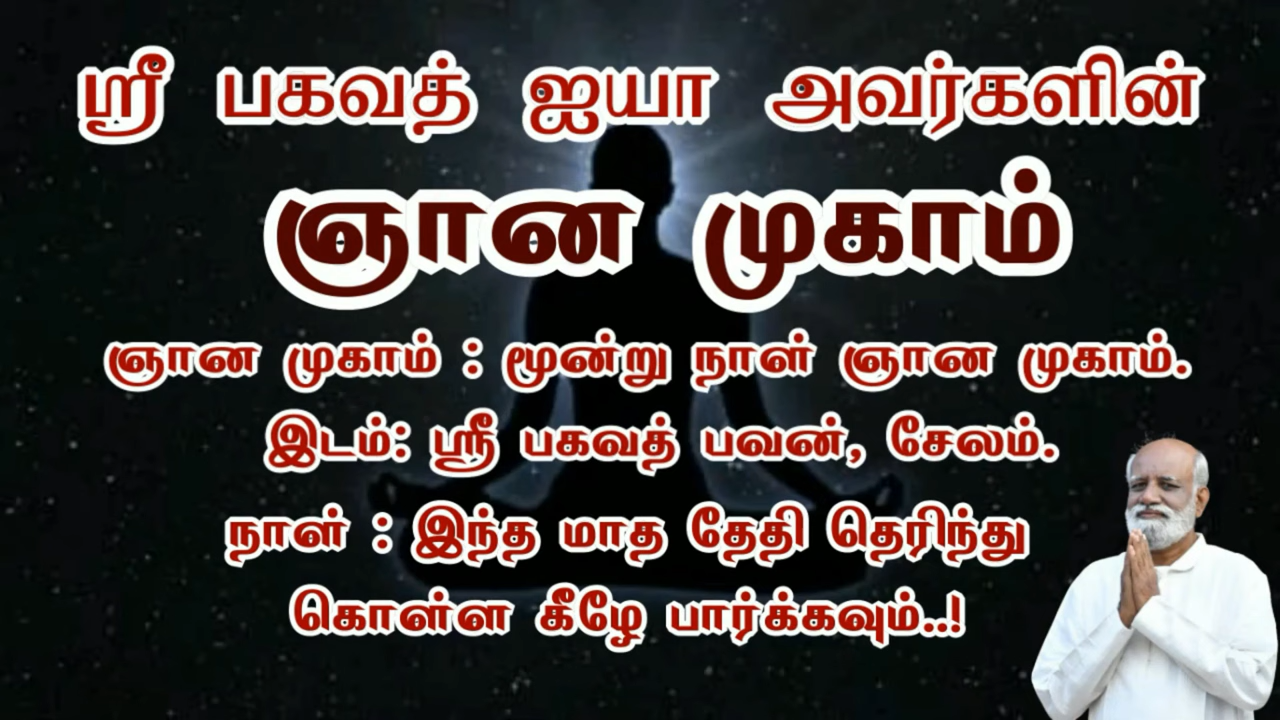 ஸ்ரீ பகவத் ஐயா அவர்களின்
ஞான முகாம்
ஞான முகாம் : மூன்று நாள் ஞான முகாம்.
இடம்: ஸ்ரீ பகவத் பவன், சேலம்.
நாள் : இந்த மாத தேதி தெரிந்து
கொள்ள கீழே பார்க்கவும்..!